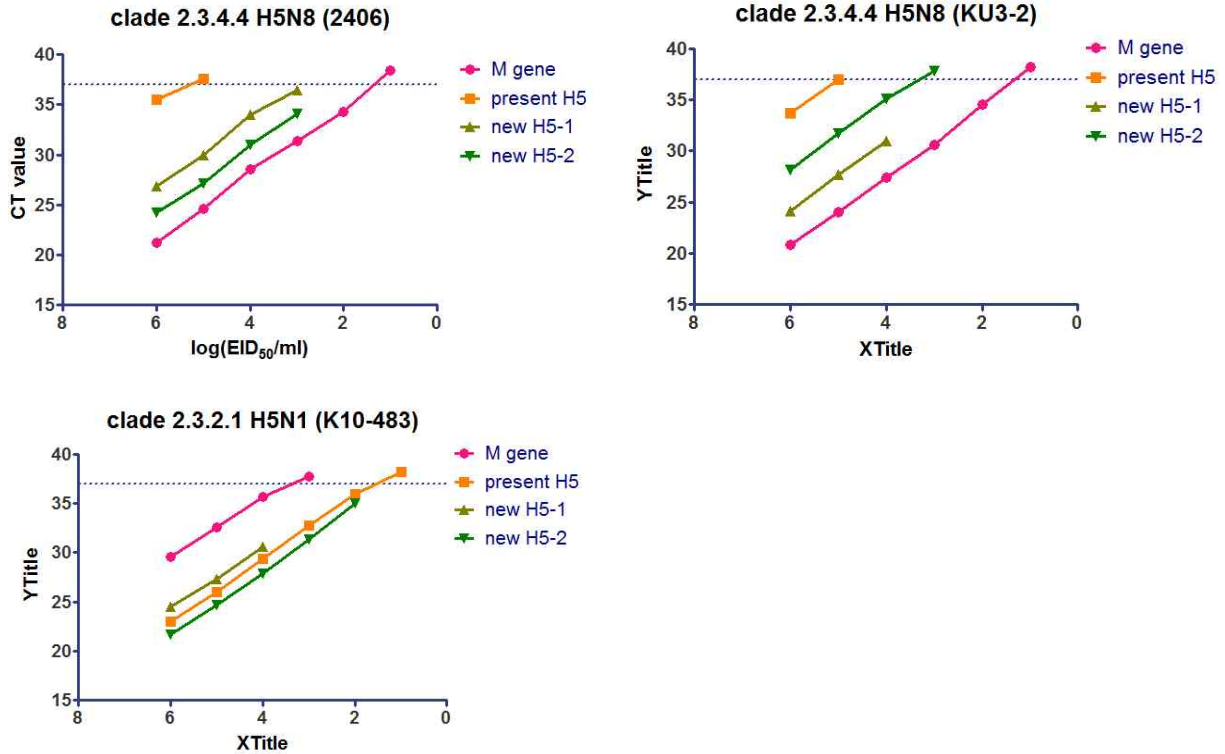 clade 2.3.4.4 H5N8 (2406)
40
35
30
25
20
15
8
6
4
2
0
CT value
log(EID50/ml)
M gene
present H5
new H5-1
new H5-2
clade 2.3.4.4 H5N8 (KU3-2)
40
35
30
25
20
15
8
6
4
2
0
YTitle
XTitle
M gene
present H5
new H5-1
new H5-2
clade 2.3.2.1 H5N1 (K10-483)
40
35
30
25
20
15
8
6
4
2
0
YTitle
XTitle
M gene
present H5
new H5-1
new H5-2